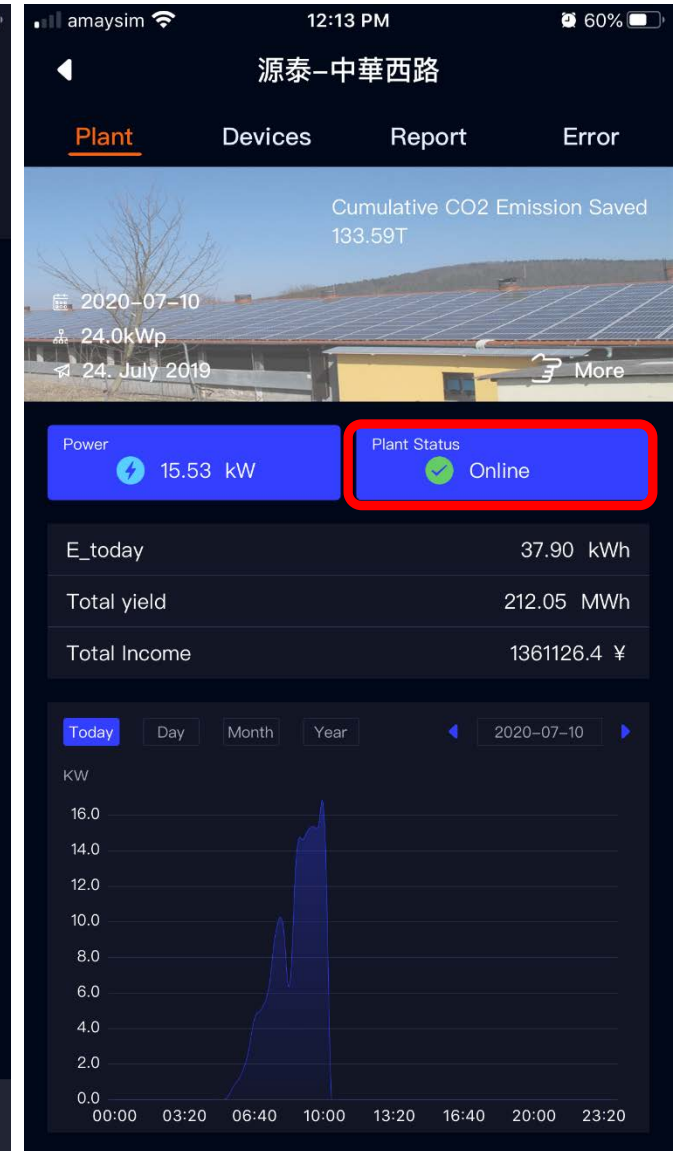 amaysim 12:13 PM 60%
源泰–中華西路
Plant Devices Report Error
Cumulative CO2 Emission Saved
133.59T
2020-07-10
24.0kWp
24. July 2019
More
Power
15.53 kW
Plant Status
Online
E_today 37.90 kWh
Total yield 212.05 MWh
Total Income 1361126.4 ¥
Today Day Month Year 2020-07-10
KW
16.0
14.0
12.0
10.0
8.0
6.0
4.0
2.0
0.0
00:00 03:20 06:40 10:00 13:20 16:40 20:00 23:20